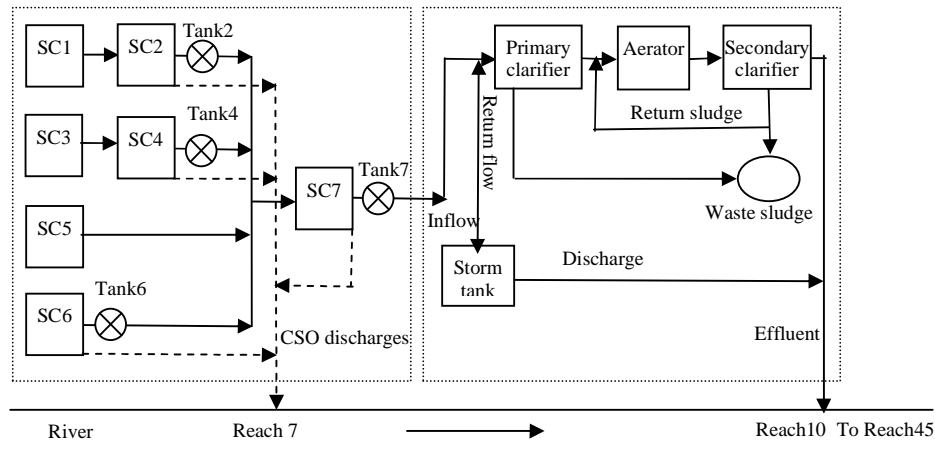 SC1
SC2
Tank2
SC3
SC4
Tank4
SC5
SC6
Tank6
SC7
Tank7
CSO discharges
Inflow
Primary
clarifier
Aerator
Secondary
clarifier
Return flow
Return sludge
Waste sludge
Storm
tank
Discharge
Effluent
River
Reach 7
Reach10
To Reach45